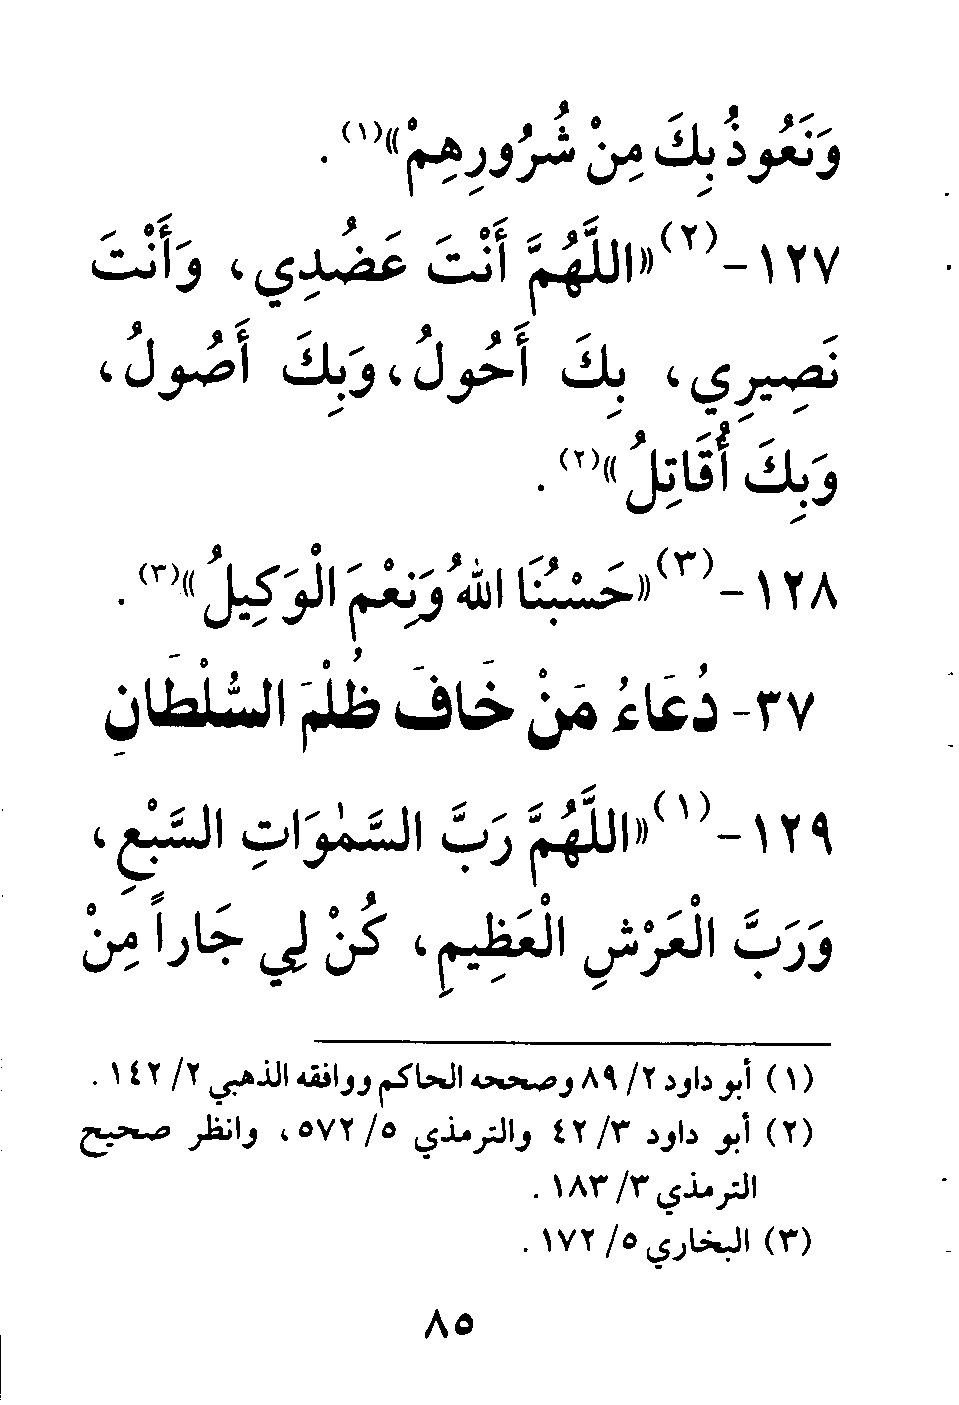 وَنَعُوذُ بِكَ مِنْ شُرُورِهِمْ»(١).
١٢٧-(٢)«اللَّهُمَّ أَنْتَ عَضُدِي، وَأَنْتَ
نَصِيرِي، بِكَ أَحُولُ، وَبِكَ أَصُولُ،
وَبِكَ أُقَاتِلُ»(٢).
١٢٨-(٣)«حَسْبُنَا اللهُ وَنِعْمَ الْوَكِيلُ»(٣).
٣٧- دُعَاءُ مَنْ خَافَ ظُلْمَ السُّلْطَانِ
١٢٩-(١)«اللَّهُمَّ رَبَّ السَّمٰوَاتِ السَّبْعِ،
وَرَبَّ الْعَرْشِ الْعَظِيمِ، كُنْ لِي جَاراً مِنْ
(١) أبو داود ٢/ ٨٩ وصححه الحاكم ووافقه الذهبي ٢/ ١٤٢.
(٢) أبو داود ٣/ ٤٢ والترمذي ٥/ ٥٧٢، وانظر صحيح
الترمذي ٣/ ١٨٣.
(٣) البخاري ٥/ ١٧٢.
٨٥